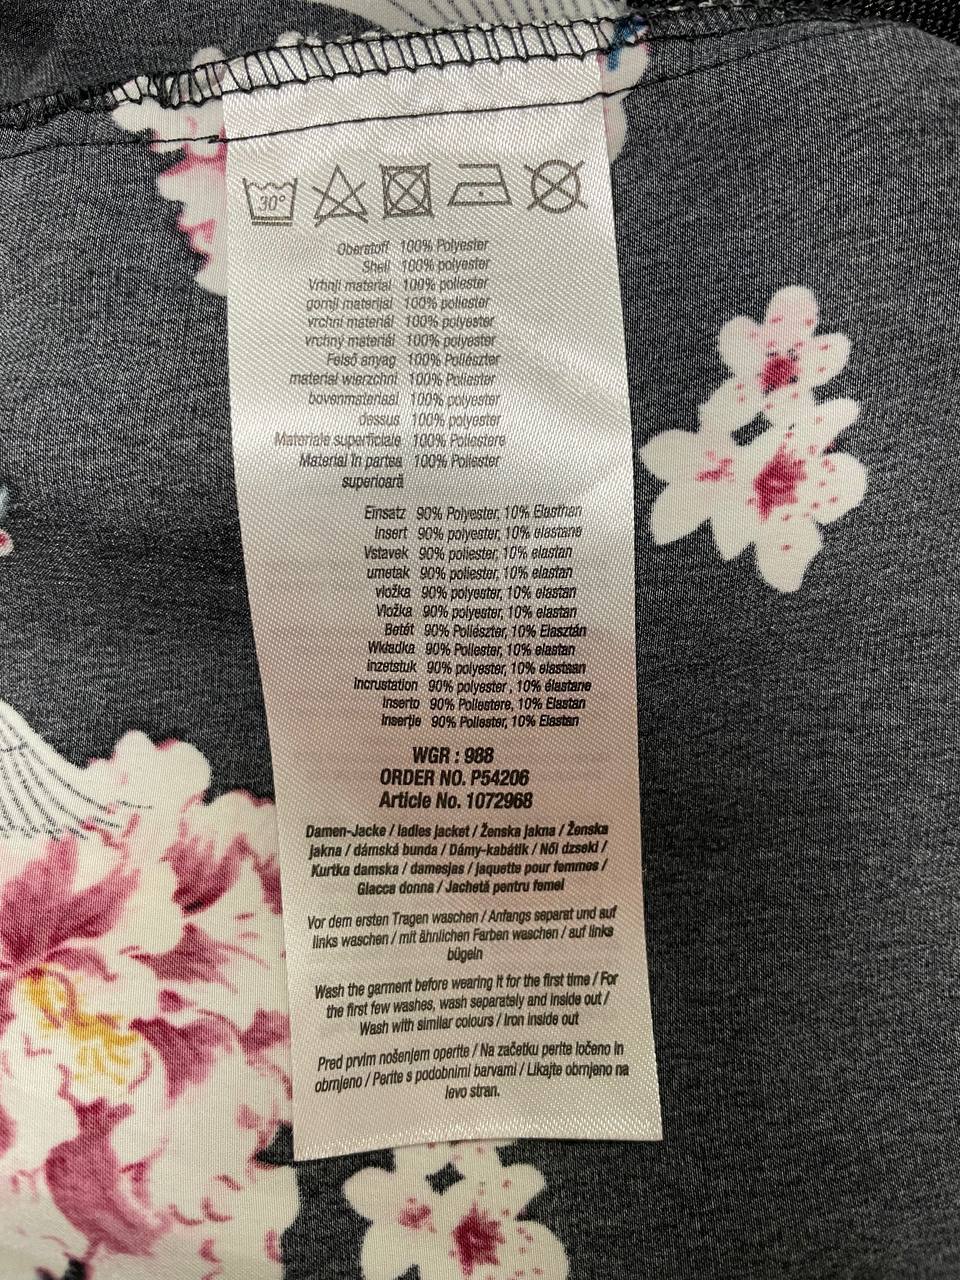 30°
Oberstoff 100% Polyester
Shell 100% polyester
Vrhnji material 100% poliester
gornji materijal 100% poliester
vrchní materiál 100% polyester
vrchný materiál 100% polyester
Felső anyag 100% Poliészter
materiał wierzchni 100% Poliester
bovenmateriaal 100% polyester
dessus 100% polyester
Materiale superficiale 100% Poliestere
Material în partea 100% Poliester
superioară
Einsatz 90% Polyester, 10% Elasthan
Insert 90% polyester, 10% elastane
Vstavek 90% poliester, 10% elastan
umetak 90% poliester, 10% elastan
vložka 90% polyester, 10% elastan
Vložka 90% polyester, 10% elastan
Betét 90% Poliészter, 10% Elasztán
Wkładka 90% Poliester, 10% elastan
inzetstuk 90% polyester, 10% elastaan
Incrustation 90% polyester , 10% élastane
Inserto 90% Poliestere, 10% Elastan
Inserţie 90% Poliester, 10% Elastan
WGR : 988
ORDER NO. P54206
Article No. 1072968
Damen-Jacke / ladies jacket / Ženska jakna / Ženska
jakna / dámská bunda / Dámy-kabátik / Női dzseki /
Kurtka damska / damesjas / jaquette pour femmes /
Giacca donna / Jachetă pentru femei
Vor dem ersten Tragen waschen / Anfangs separat und auf
links waschen / mit ähnlichen Farben waschen / auf links
bügeln
Wash the garment before wearing it for the first time / For
the first few washes, wash separately and inside out /
Wash with similar colours / Iron inside out
Pred prvim nošenjem operite / Na začetku perite ločeno in
obrnjeno / Perite s podobnimi barvami / Likajte obrnjeno na
levo stran.